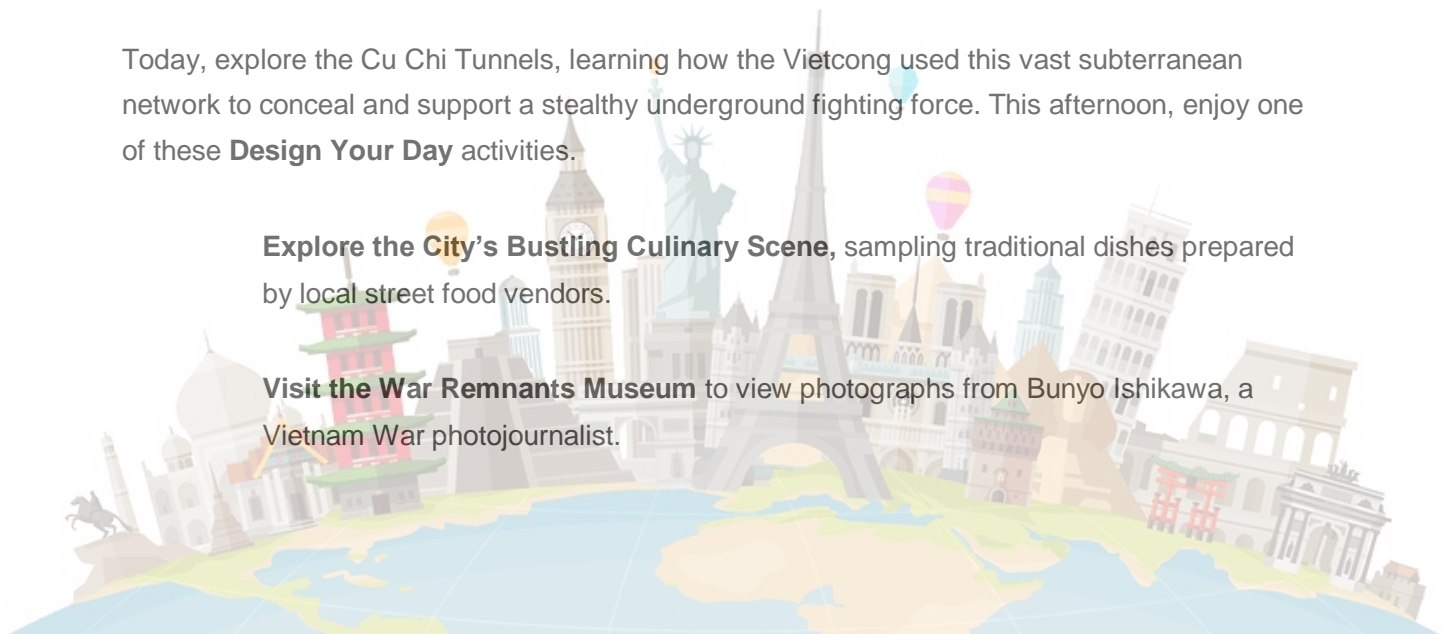 Today, explore the Cu Chi Tunnels, learning how the Vietcong used this vast subterranean
network to conceal and support a stealthy underground fighting force. This afternoon, enjoy one
of these Design Your Day activities.
Explore the City’s Bustling Culinary Scene, sampling traditional dishes prepared
by local street food vendors.
Visit the War Remnants Museum to view photographs from Bunyo Ishikawa, a
Vietnam War photojournalist.